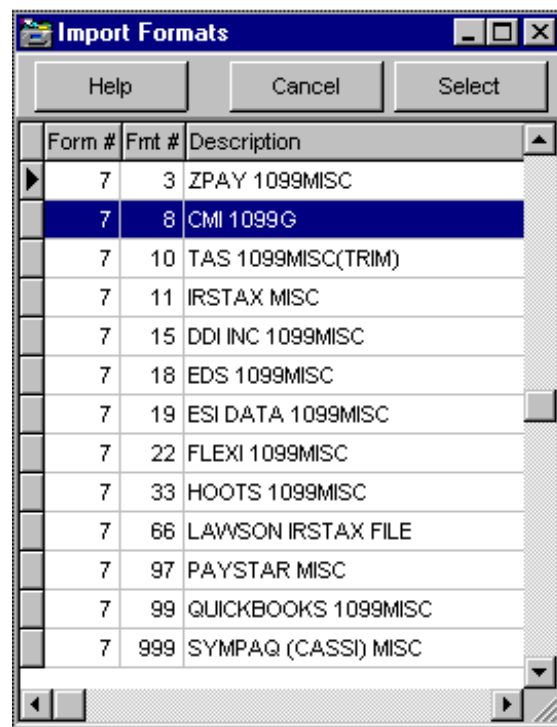 Import Formats
Help Cancel Select
Form # Fmt # Description
7 3 ZPAY 1099MISC
7 8 CMI 1099G
7 10 TAS 1099MISC(TRIM)
7 11 IRSTAX MISC
7 15 DDI INC 1099MISC
7 18 EDS 1099MISC
7 19 ESI DATA 1099MISC
7 22 FLEXI 1099MISC
7 33 HOOTS 1099MISC
7 66 LAWSON IRSTAX FILE
7 97 PAYSTAR MISC
7 99 QUICKBOOKS 1099MISC
7 999 SYMPAQ (CASSI) MISC